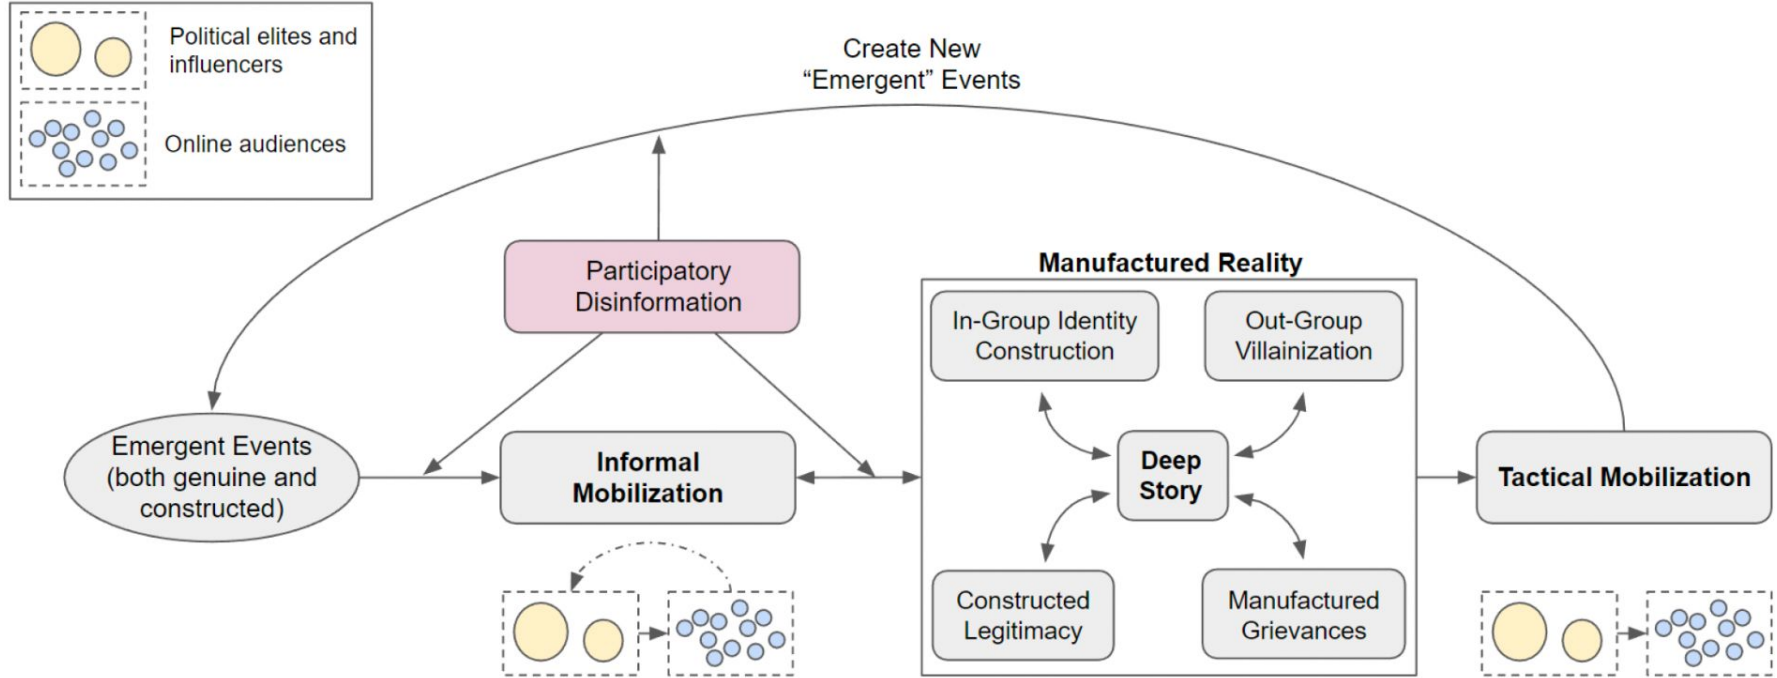 Political elites and
influencers
Online audiences
Create New
“Emergent” Events
Participatory
Disinformation
Manufactured Reality
In-Group Identity
Construction
Out-Group
Villainization
Emergent Events
(both genuine and
constructed)
Informal
Mobilization
Deep
Story
Tactical Mobilization
Constructed
Legitimacy
Manufactured
Grievances